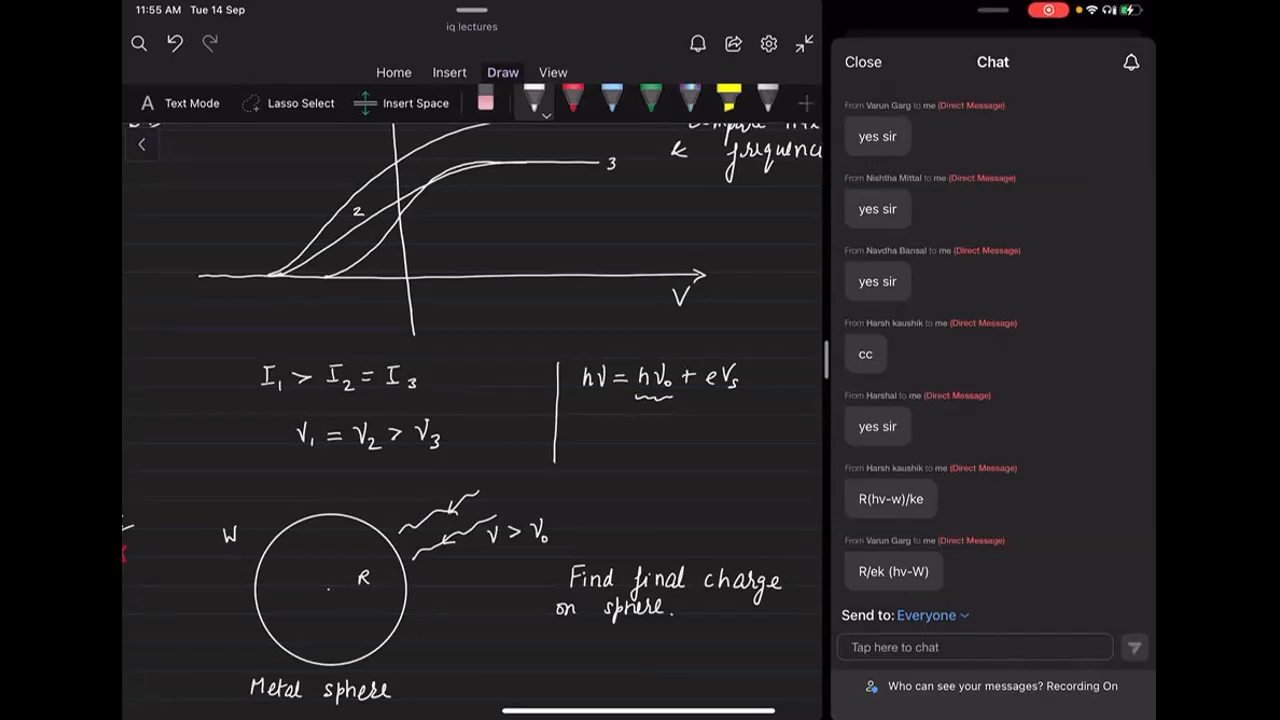 11:55 AM Tue 14 Sep
iq lectures
Home Insert Draw View
A Text Mode Lasso Select Insert Space
&
3
2
V
I₁ > I₂ = I₃
hν = hν₀ + eVₛ
ν₁ = ν₂ > ν₃
W
ν > ν₀
R
Find final charge
on sphere.
Metal sphere
Close Chat
From Varun Garg to me (Direct Message)
yes sir
From Nishtha Mittal to me (Direct Message)
yes sir
From Navdha Bansal to me (Direct Message)
yes sir
From Harsh kaushik to me (Direct Message)
cc
From Harshal to me (Direct Message)
yes sir
From Harsh kaushik to me (Direct Message)
R(hv-w)/ke
From Varun Garg to me (Direct Message)
R/ek (hv-W)
Send to: Everyone
Tap here to chat
Who can see your messages? Recording On